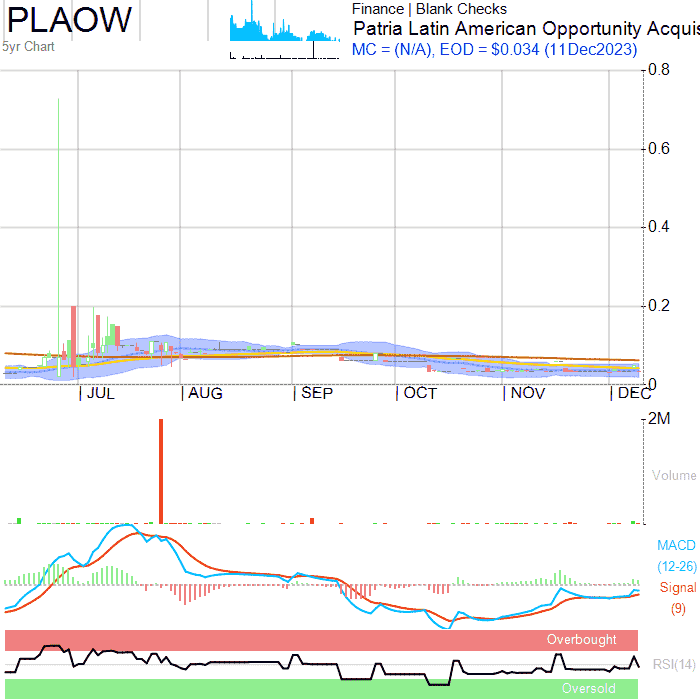 PLAOW
5yr Chart
Finance | Blank Checks
Patria Latin American Opportunity Acquis
MC = (N/A), EOD = $0.034 (11Dec2023)
0.8
0.6
0.4
0.2
0
JUL AUG SEP OCT NOV DEC
2M
Volume
MACD
(12-26)
Signal
(9)
Overbought
RSI(14)
Oversold